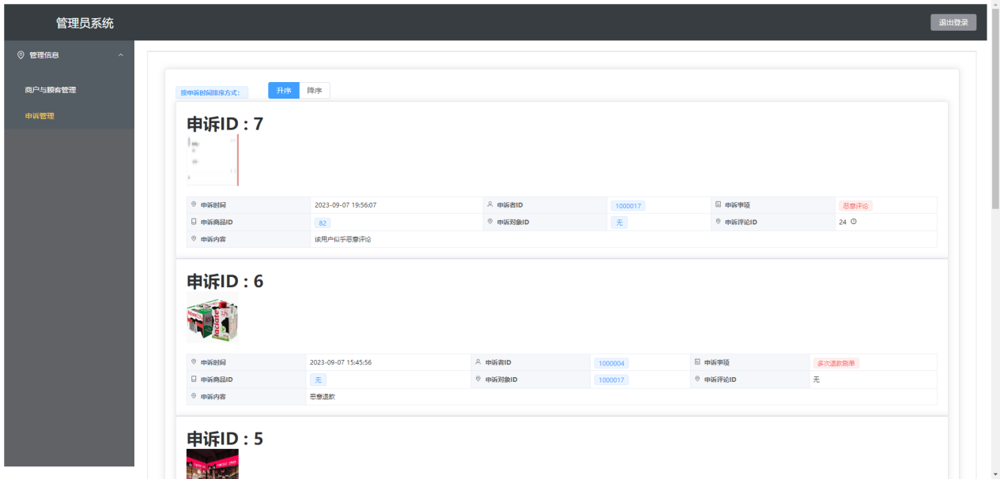 管理员系统
退出登录
管理信息
商户与顾客管理
申诉管理
按申诉时间排序方式：
升序
降序
申诉ID：7
申诉时间 2023-09-07 19:56:07 申诉者ID 1000017 申诉事项 恶意评论
申诉商品ID 82 申诉对象ID 无 申诉评论ID 24
申诉内容 该用户似乎恶意评论
申诉ID：6
申诉时间 2023-09-07 15:45:56 申诉者ID 1000004 申诉事项 多次退款刷单
申诉商品ID 无 申诉对象ID 1000017 申诉评论ID 无
申诉内容 恶意退款
申诉ID：5